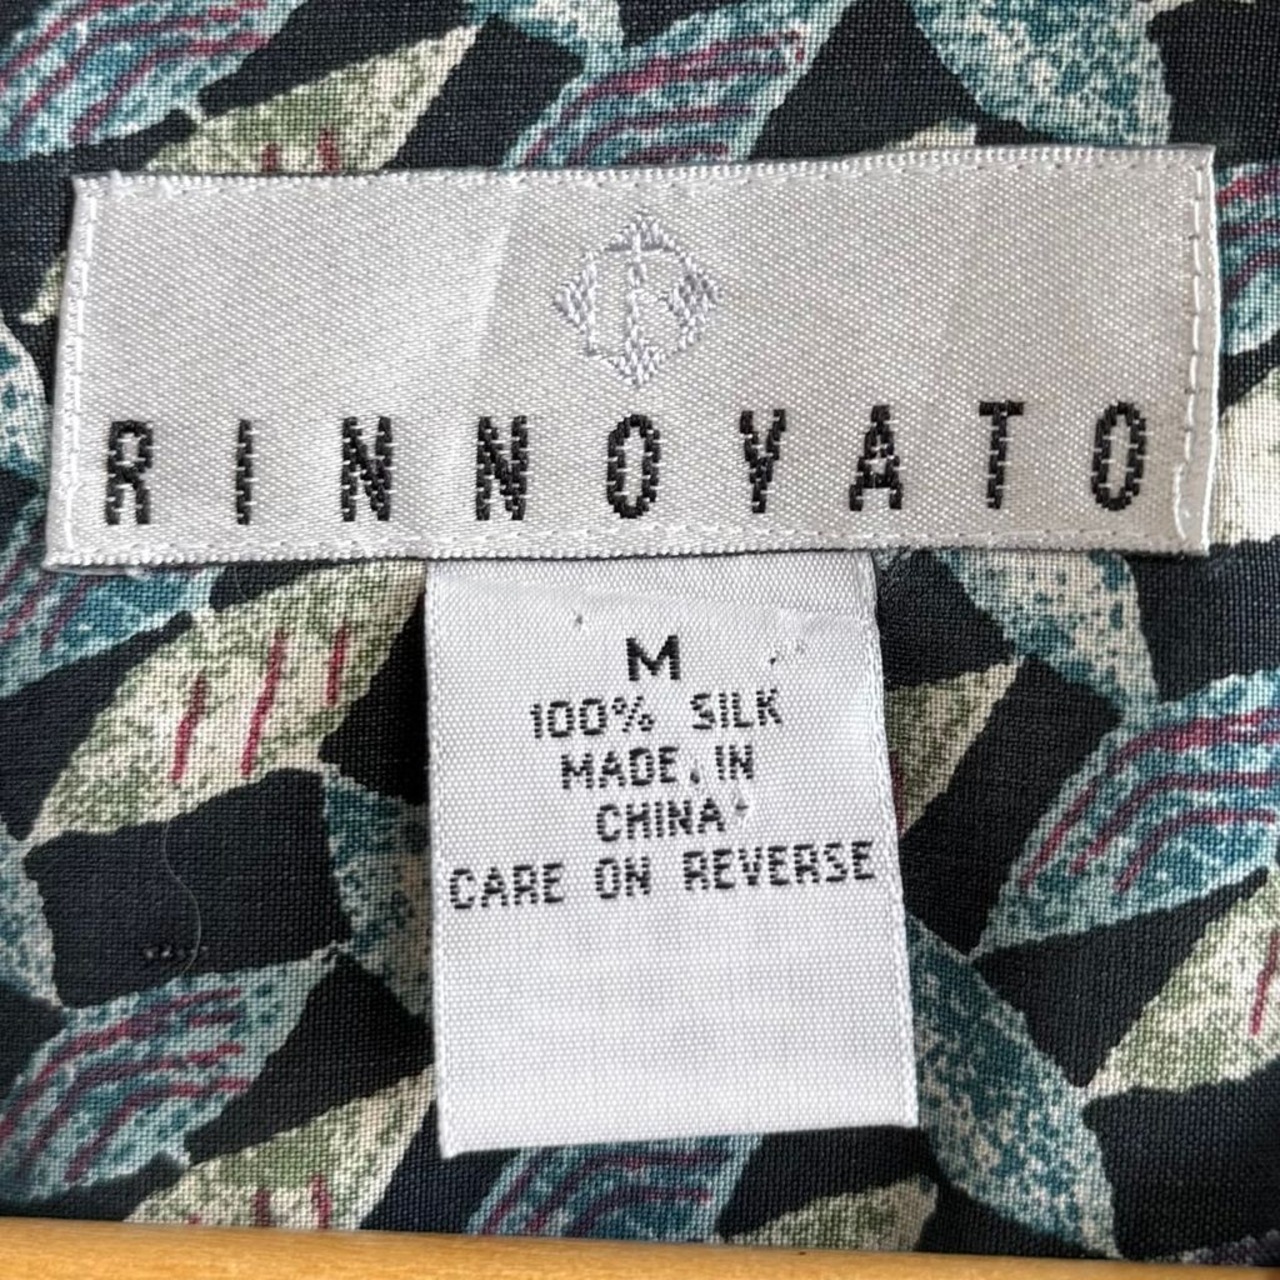 RINNOVATO
M
100% SILK
MADE IN
CHINA
CARE ON REVERSE